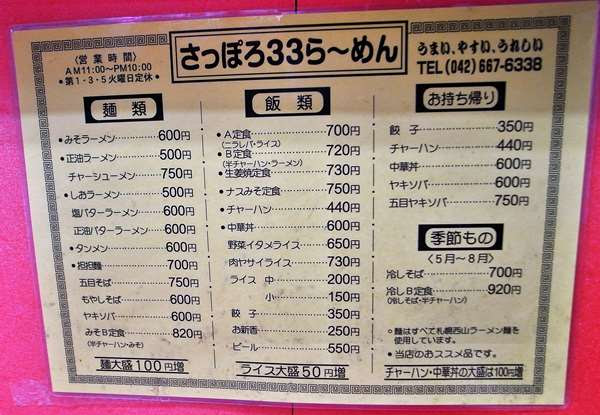 〈営業時間〉
AM11:00〜PM10:00
●第1・3・5火曜日定休●
さっぽろ33ら〜めん
うまい、やすい、うれしい
TEL(042)667-6338
麺類
●みそラーメン………600円
●正油ラーメン………500円
チャーシューメン………750円
●しおラーメン………500円
塩バターラーメン………600円
正油バターラーメン………600円
●タンメン………600円
●担担麺………700円
五目そば………750円
もやしそば………600円
ヤキソバ………600円
みそB定食………820円
(半チャーハン・みそ)
麺大盛100円増
飯類
●A定食………700円
(ニラレバ・ライス)
●B定食………720円
(半チャーハン・ラーメン)
●生姜焼定食………730円
●ナスみそ定食………750円
●チャーハン………440円
●中華丼………600円
野菜イタメライス………650円
肉ヤサイライス………730円
ライス 中………200円
小………150円
餃子………350円
お新香………200円
ビール………550円
ライス大盛50円増
お持ち帰り
餃子………350円
チャーハン………440円
中華丼………600円
ヤキソバ………600円
五目ヤキソバ………750円
季節もの
〈5月〜8月〉
冷しそば………700円
冷しB定食………920円
(冷しそば・半チャーハン)
○麺はすべて札幌西山ラーメン麺を
使用しています。
●当店のおススメ品です。
チャーハン・中華丼の大盛は100円増